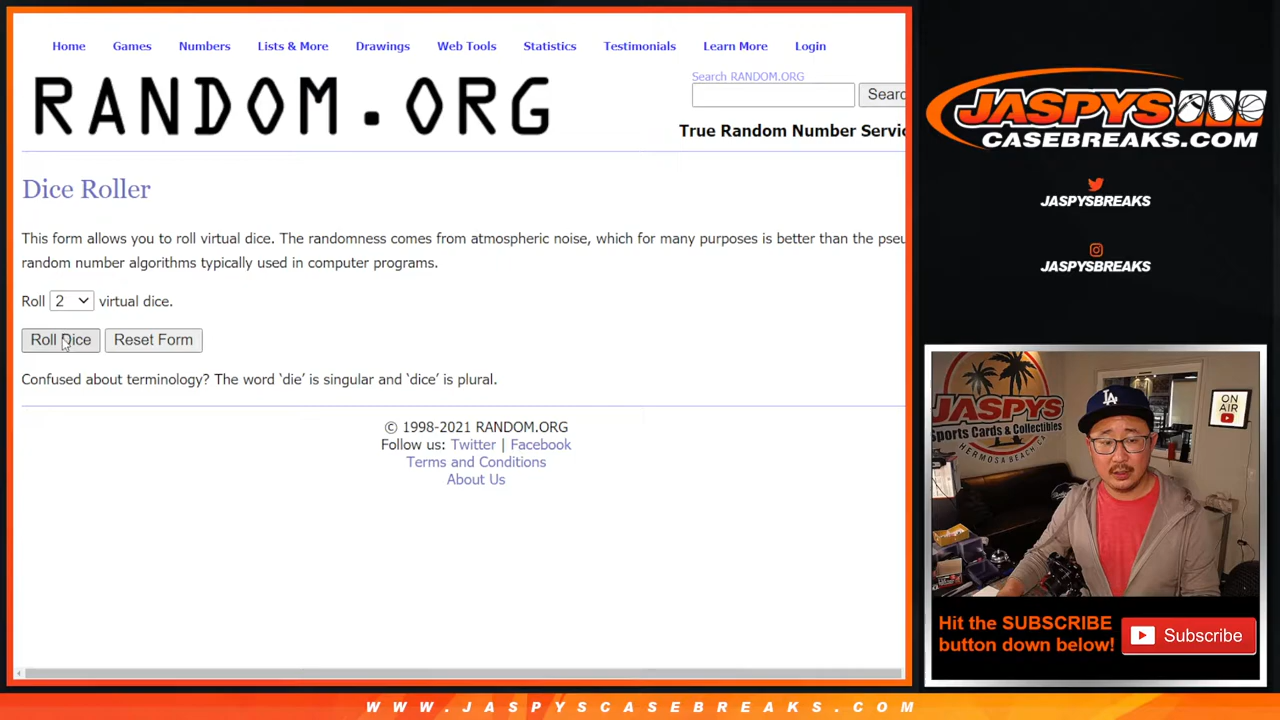 Home Games Numbers Lists & More Drawings Web Tools Statistics Testimonials Learn More Login
RANDOM.ORG
Search RANDOM.ORG
Searc
True Random Number Servic
Dice Roller
This form allows you to roll virtual dice. The randomness comes from atmospheric noise, which for many purposes is better than the pseu
random number algorithms typically used in computer programs.
Roll 2 virtual dice.
Roll Dice Reset Form
Confused about terminology? The word ‘die’ is singular and ‘dice’ is plural.
© 1998-2021 RANDOM.ORG
Follow us: Twitter | Facebook
Terms and Conditions
About Us
JASPYS
CASEBREAKS.COM
JASPYSBREAKS
JASPYSBREAKS
JASPYS
Sports Cards & Collectibles
HERMOSA BEACH CA
ON
AIR
LA
Hit the SUBSCRIBE
button down below!
Subscribe
WWW.JASPYSCASEBREAKS.COM